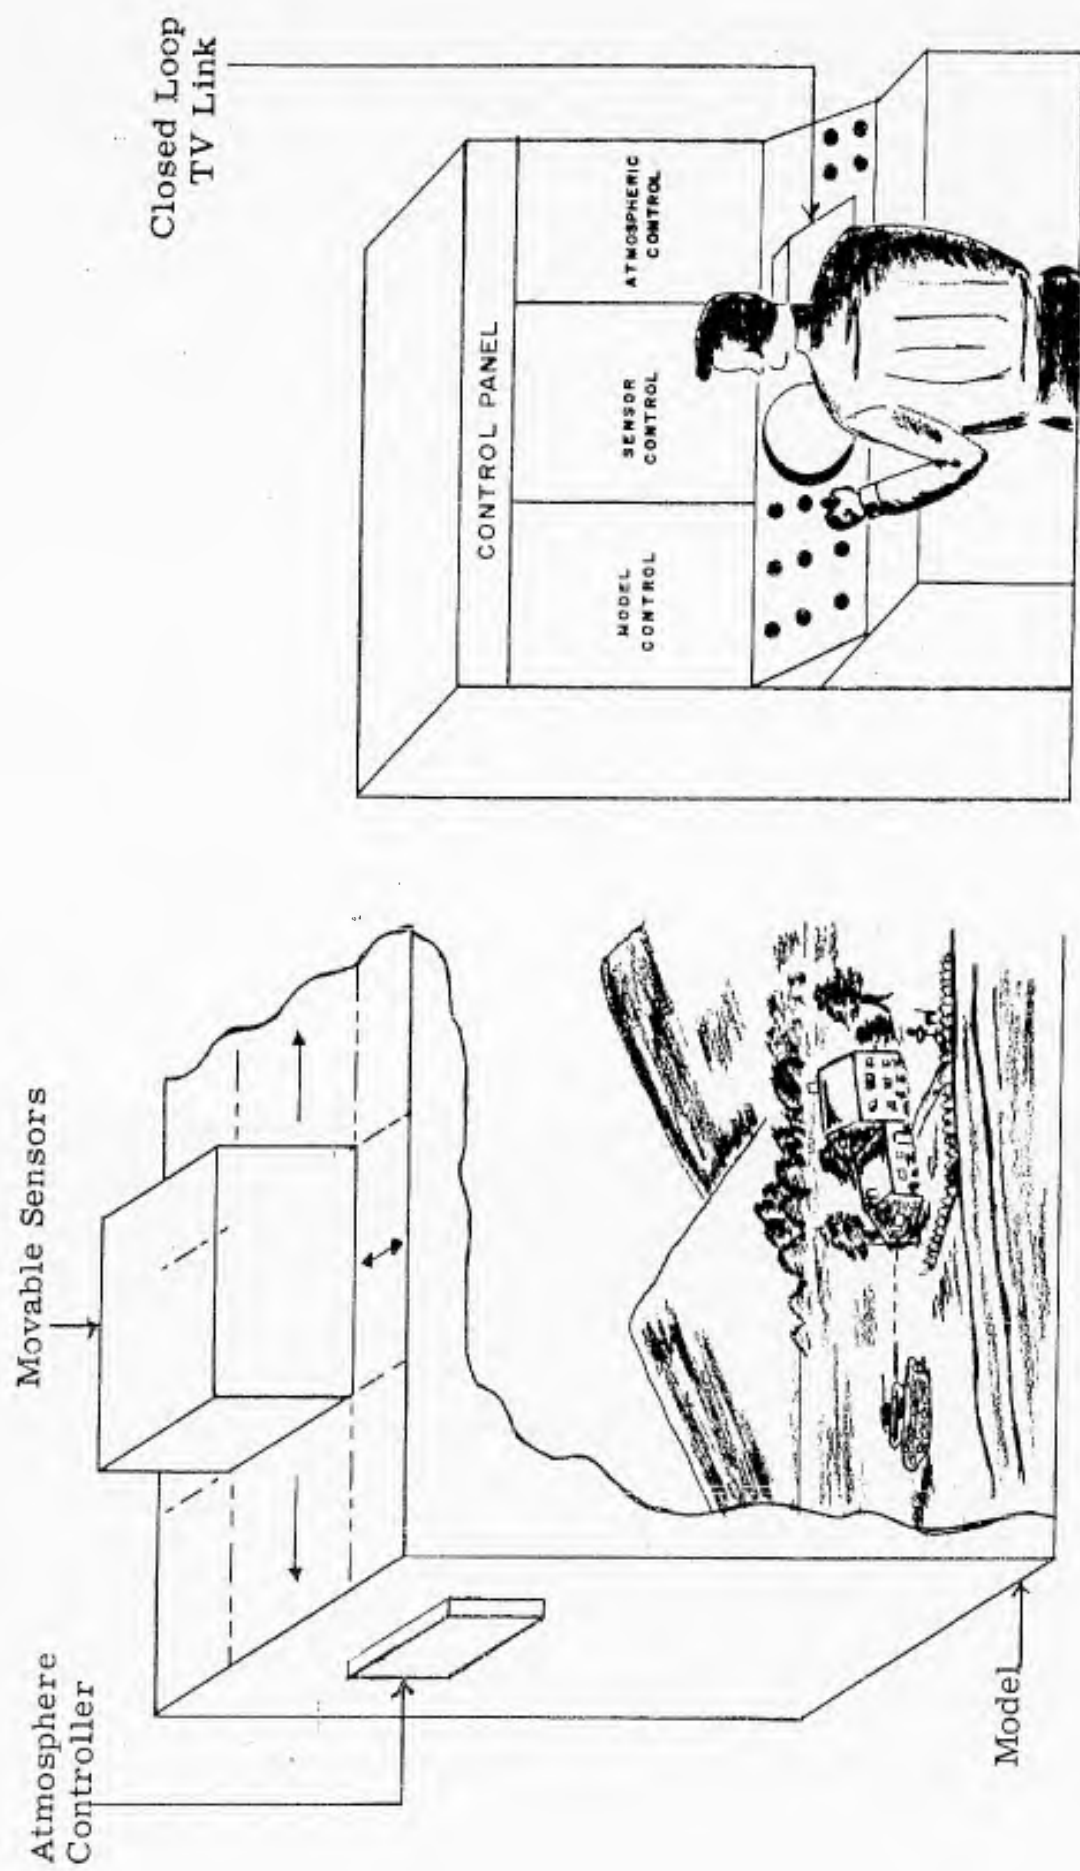 Atmosphere
Controller
Movable Sensors
Model
Closed Loop
TV Link
CONTROL PANEL
MODEL
CONTROL
SENSOR
CONTROL
ATMOSPHERIC
CONTROL